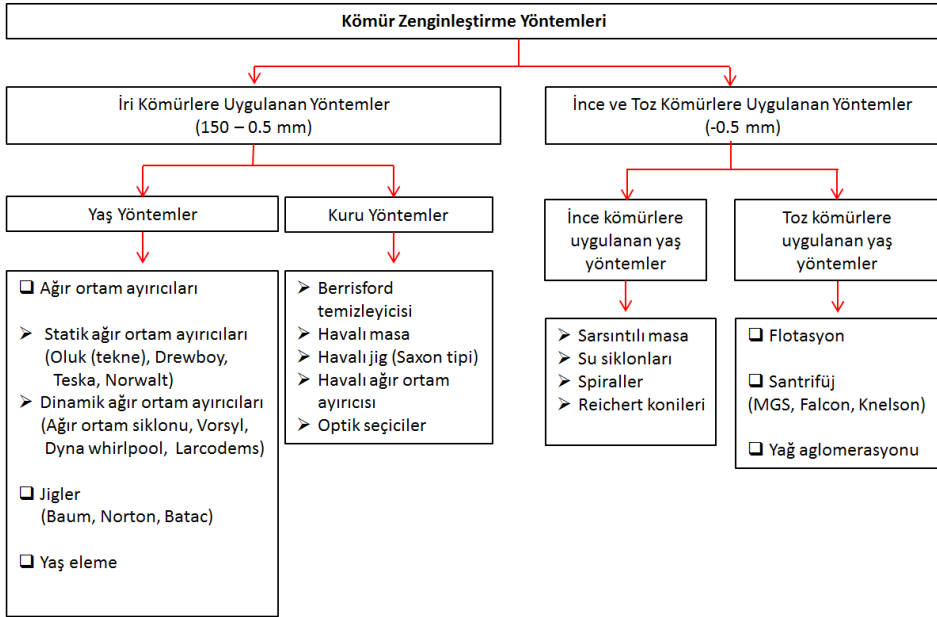 Kömür Zenginleştirme Yöntemleri
İri Kömürlere Uygulanan Yöntemler
(150 – 0.5 mm)
İnce ve Toz Kömürlere Uygulanan Yöntemler
(-0.5 mm)
Yaş Yöntemler
Kuru Yöntemler
İnce kömürlere
uygulanan yaş
yöntemler
Toz kömürlere
uygulanan yaş
yöntemler
❑ Ağır ortam ayırıcıları
➢ Statik ağır ortam ayırıcıları
(Oluk (tekne), Drewboy,
Teska, Norwalt)
➢ Dinamik ağır ortam ayırıcıları
(Ağır ortam siklonu, Vorsyl,
Dyna whirlpool, Larcodems)
❑ Jigler
(Baum, Norton, Batac)
❑ Yaş eleme
➢ Berrisford
temizleyicisi
➢ Havalı masa
➢ Havalı jig (Saxon tipi)
➢ Havalı ağır ortam
ayırıcısı
➢ Optik seçiciler
➢ Sarsıntılı masa
➢ Su siklonları
➢ Spiraller
➢ Reichert konileri
❑ Flotasyon
❑ Santrifüj
(MGS, Falcon, Knelson)
❑ Yağ aglomerasyonu